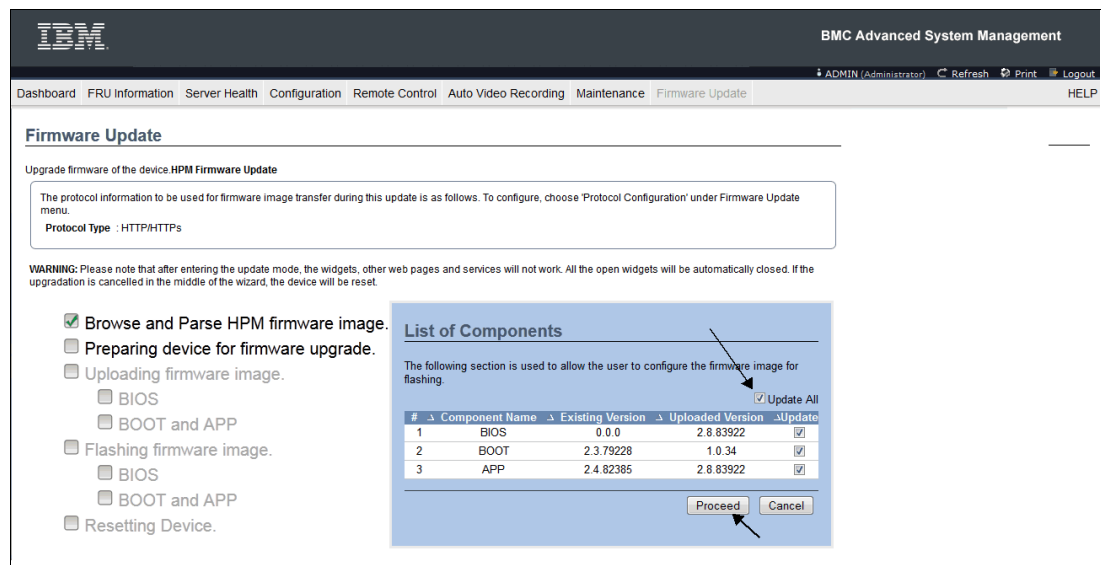 IBM.
BMC Advanced System Management
ADMIN (Administrator) Refresh Print Logout
Dashboard FRU Information Server Health Configuration Remote Control Auto Video Recording Maintenance Firmware Update HELP
Firmware Update
Upgrade firmware of the device.HPM Firmware Update
The protocol information to be used for firmware image transfer during this update is as follows. To configure, choose 'Protocol Configuration' under Firmware Update
menu.
Protocol Type : HTTP/HTTPs
WARNING: Please note that after entering the update mode, the widgets, other web pages and services will not work. All the open widgets will be automatically closed. If the
upgradation is cancelled in the middle of the wizard, the device will be reset.
Browse and Parse HPM firmware image.
Preparing device for firmware upgrade.
Uploading firmware image.
BIOS
BOOT and APP
Flashing firmware image.
BIOS
BOOT and APP
Resetting Device.
List of Components
The following section is used to allow the user to configure the firmware image for
flashing.
Update All
# Component Name Existing Version Uploaded Version Update
1 BIOS 0.0.0 2.8.83922
2 BOOT 2.3.79228 1.0.34
3 APP 2.4.82385 2.8.83922
Proceed Cancel